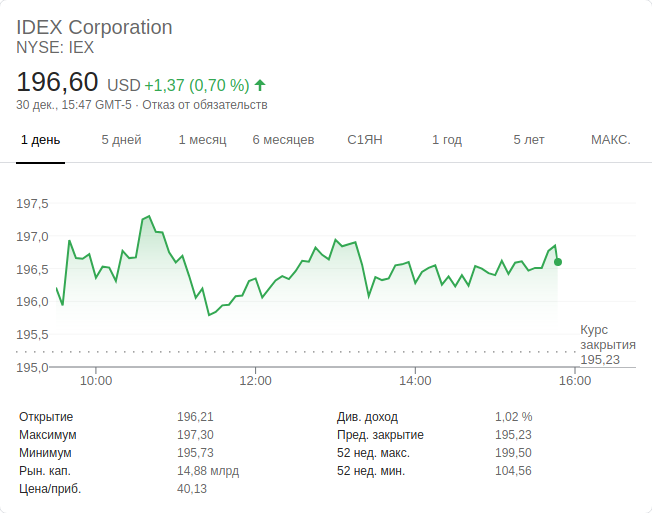 IDEX Corporation
NYSE: IEX
196,60 USD +1,37 (0,70 %)
30 дек., 15:47 GMT-5 · Отказ от обязательств
1 день 5 дней 1 месяц 6 месяцев С1ЯН 1 год 5 лет МАКС.
197,5
197,0
196,5
196,0
195,5
195,0
Курс
закрытия
195,23
10:00 12:00 14:00 16:00
Открытие 196,21 Див. доход 1,02 %
Максимум 197,30 Пред. закрытие 195,23
Минимум 195,73 52 нед. макс. 199,50
Рын. кап. 14,88 млрд 52 нед. мин. 104,56
Цена/приб. 40,13